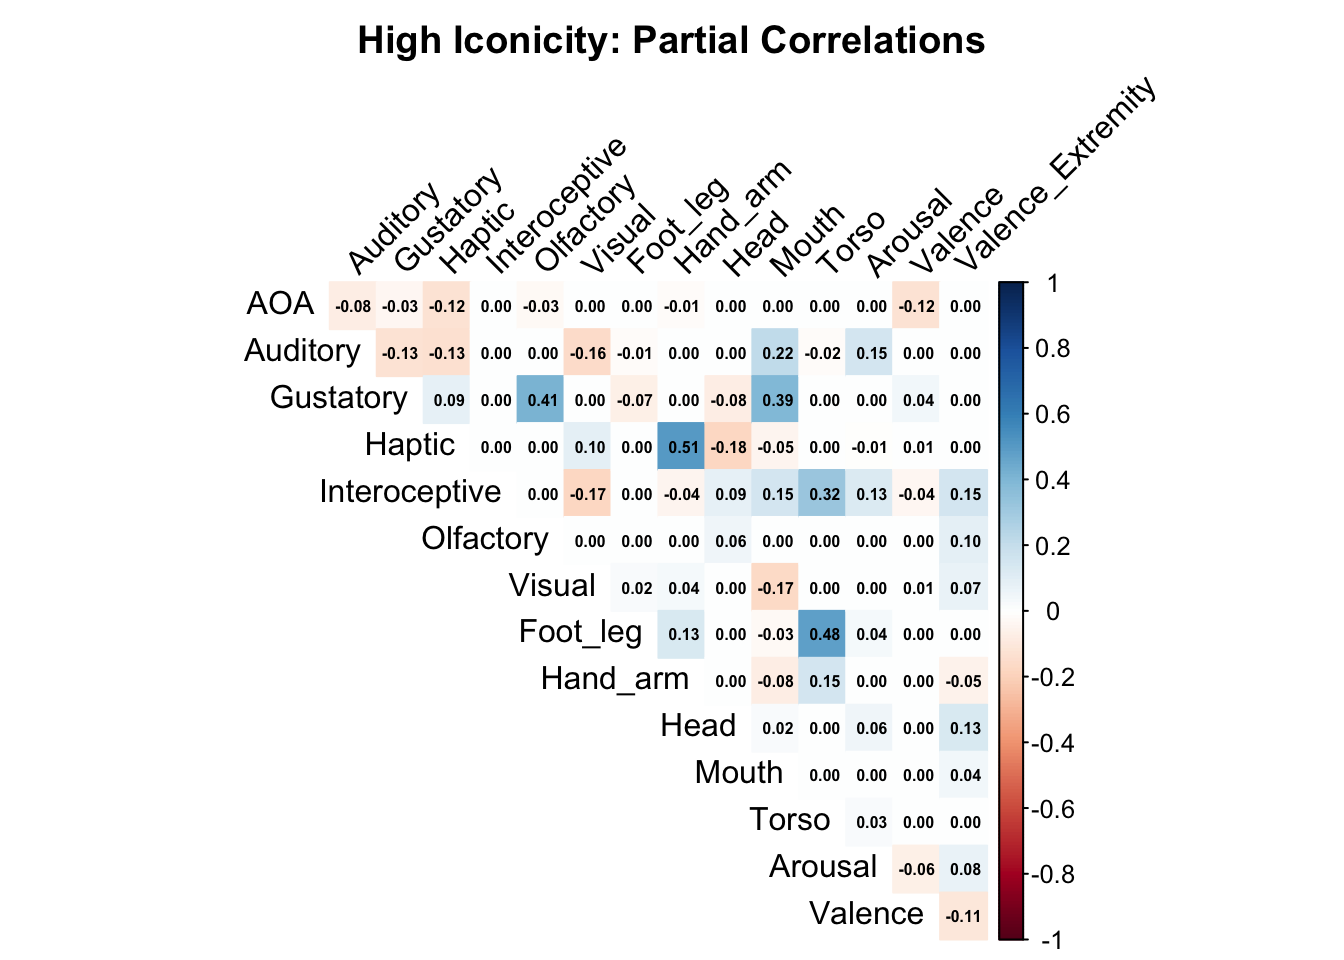 High Iconicity: Partial Correlations
Auditory
Gustatory
Haptic
Interoceptive
Olfactory
Visual
Foot_leg
Hand_arm
Head
Mouth
Torso
Arousal
Valence
Valence_Extremity
AOA -0.08 -0.03 -0.12 0.00 -0.03 0.00 0.00 -0.01 0.00 0.00 0.00 0.00 -0.12 0.00
Auditory -0.13 -0.13 0.00 0.00 -0.16 -0.01 0.00 0.00 0.22 -0.02 0.15 0.00 0.00
Gustatory 0.09 0.00 0.41 0.00 -0.07 0.00 -0.08 0.39 0.00 0.00 0.04 0.00
Haptic 0.00 0.00 0.10 0.00 0.51 -0.18 -0.05 0.00 -0.01 0.01 0.00
Interoceptive 0.00 -0.17 0.00 -0.04 0.09 0.15 0.32 0.13 -0.04 0.15
Olfactory 0.00 0.00 0.00 0.06 0.00 0.00 0.00 0.00 0.10
Visual 0.02 0.04 0.00 -0.17 0.00 0.00 0.01 0.07
Foot_leg 0.13 0.00 -0.03 0.48 0.04 0.00 0.00
Hand_arm 0.00 -0.08 0.15 0.00 0.00 -0.05
Head 0.02 0.00 0.06 0.00 0.13
Mouth 0.00 0.00 0.00 0.04
Torso 0.03 0.00 0.00
Arousal -0.06 0.08
Valence -0.11
1
0.8
0.6
0.4
0.2
0
-0.2
-0.4
-0.6
-0.8
-1